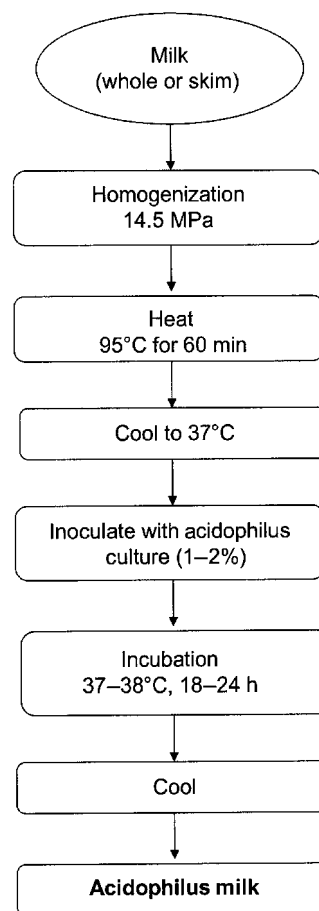 Milk
(whole or skim)
Homogenization
14.5 MPa
Heat
95°C for 60 min
Cool to 37°C
Inoculate with acidophilus
culture (1–2%)
Incubation
37–38°C, 18–24 h
Cool
Acidophilus milk